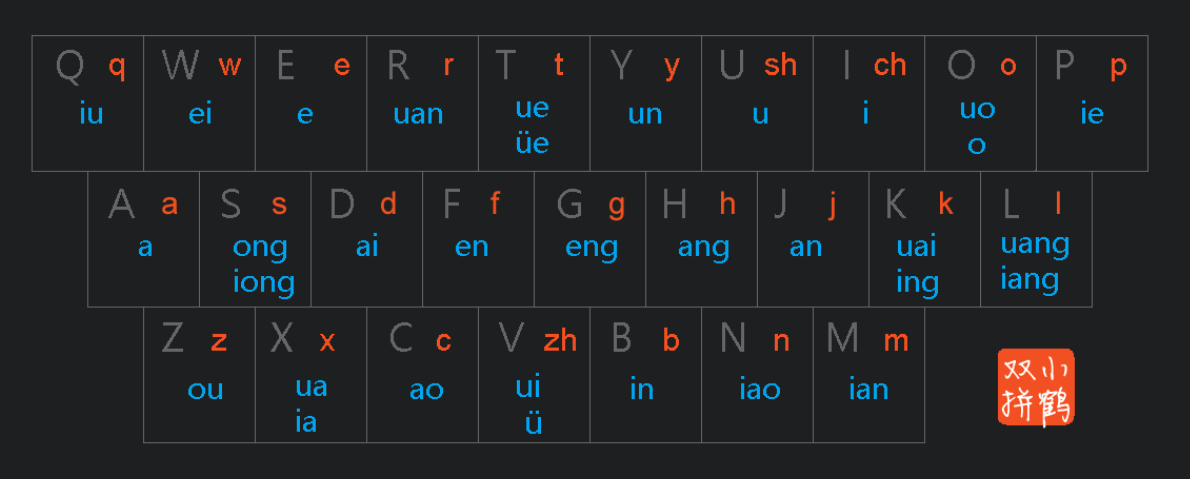 Q q W w E e R r T t Y y U sh I ch O o P p
iu ei e uan ue un u i uo ie
üe o
A a S s D d F f G g H h J j K k L l
a ong ai en eng ang an uai uang
iong ing iang
Z z X x C c V zh B b N n M m
ou ua ao ui in iao ian
ia ü
双小
拼鹤